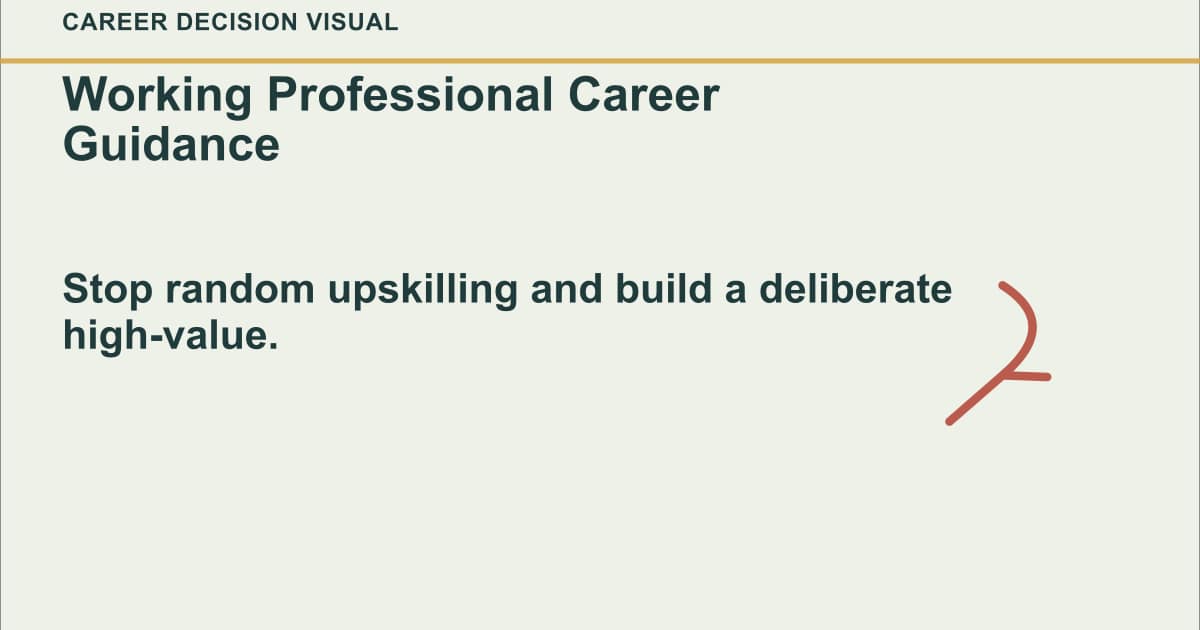 CAREER DECISION VISUAL
Working Professional Career
Guidance
Stop random upskilling and build a deliberate
high-value.